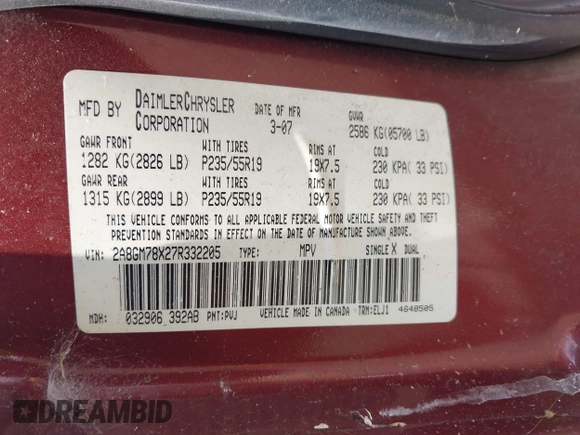 MFD BY DAIMLERCHRYSLER CORPORATION DATE OF MFR 3-07 GVWR 2586 KG(05700 LB)
GAWR FRONT WITH TIRES RIMS AT COLD
1282 KG(2826 LB) P235/55R19 19X7.5 230 KPA( 33 PSI)
GAWR REAR WITH TIRES RIMS AT COLD
1315 KG(2899 LB) P235/55R19 19X7.5 230 KPA( 33 PSI)
THIS VEHICLE CONFORMS TO ALL APPLICABLE FEDERAL MOTOR VEHICLE SAFETY AND THEFT
PREVENTION STANDARDS IN EFFECT ON THE DATE OF MANUFACTURE SHOWN ABOVE.
VIN: 2A8GM78X27R332205 TYPE: MPV SINGLE X DUAL
MDH: 032906 392AB PNT:PVJ VEHICLE MADE IN CANADA TRM:ELJ1 4648505
DREAMBID